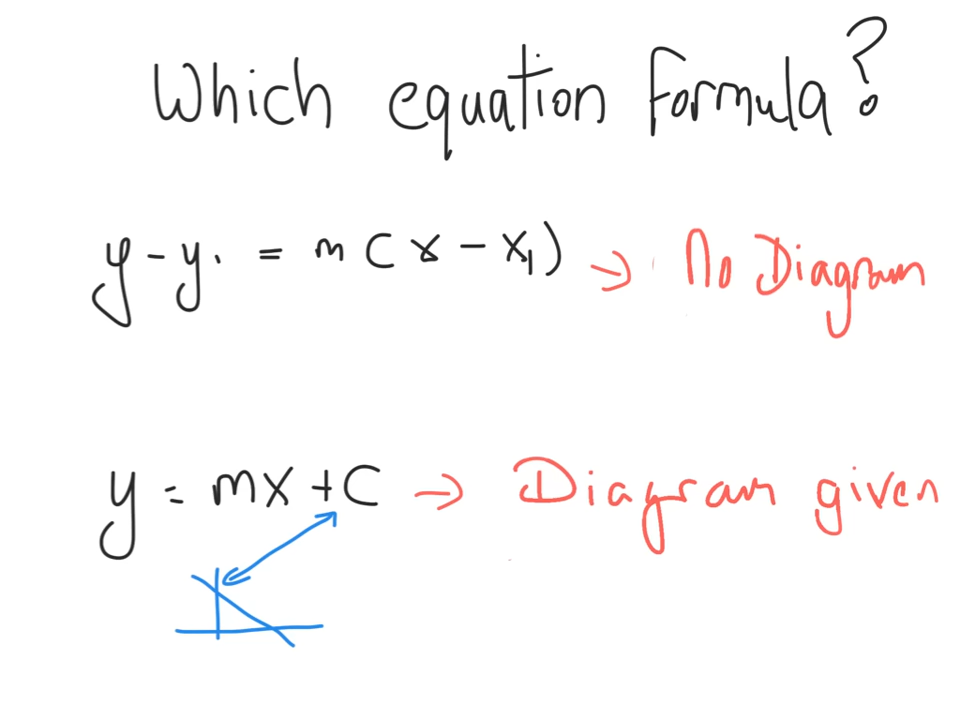 Which equation formula?
y - y₁ = m(x - x₁) → No Diagram
y = mx + c → Diagram given